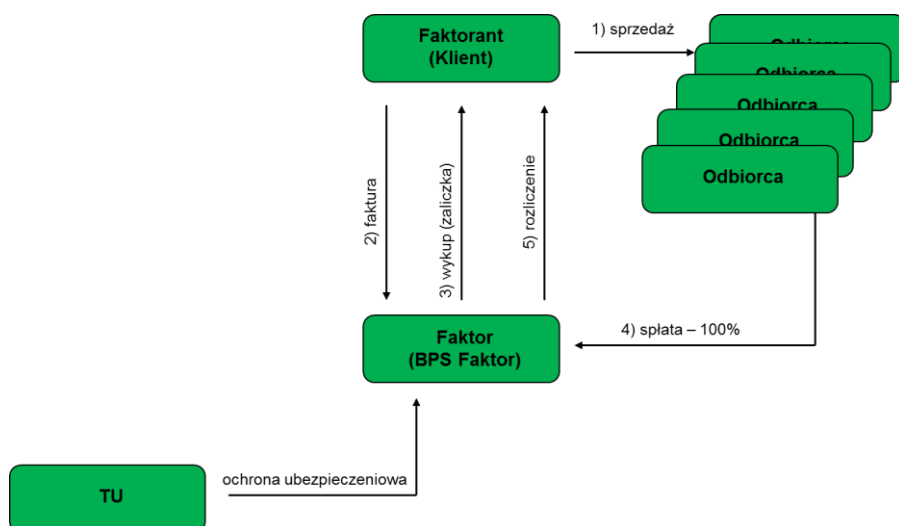 Faktorant
(Klient)
1) sprzedaż
Odbiorca
Odbiorca
Odbiorca
Odbiorca
Odbiorca
2) faktura
3) wykup (zaliczka)
5) rozliczenie
Faktor
(BPS Faktor)
4) spłata – 100%
TU
ochrona ubezpieczeniowa